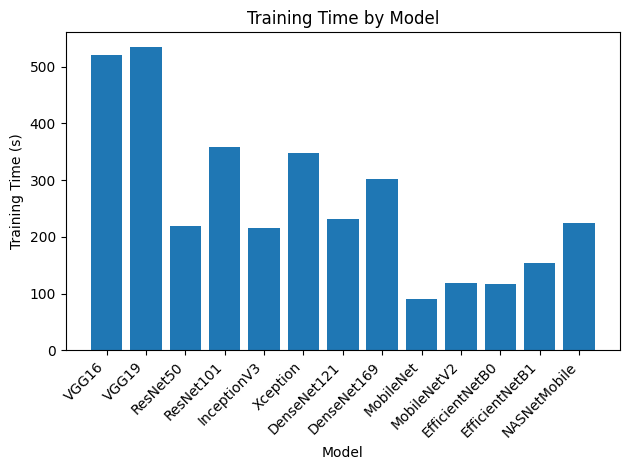 Training Time by Model
Training Time (s)
500
400
300
200
100
0
VGG16
VGG19
ResNet50
ResNet101
InceptionV3
Xception
DenseNet121
DenseNet169
MobileNet
MobileNetV2
EfficientNetB0
EfficientNetB1
NASNetMobile
Model